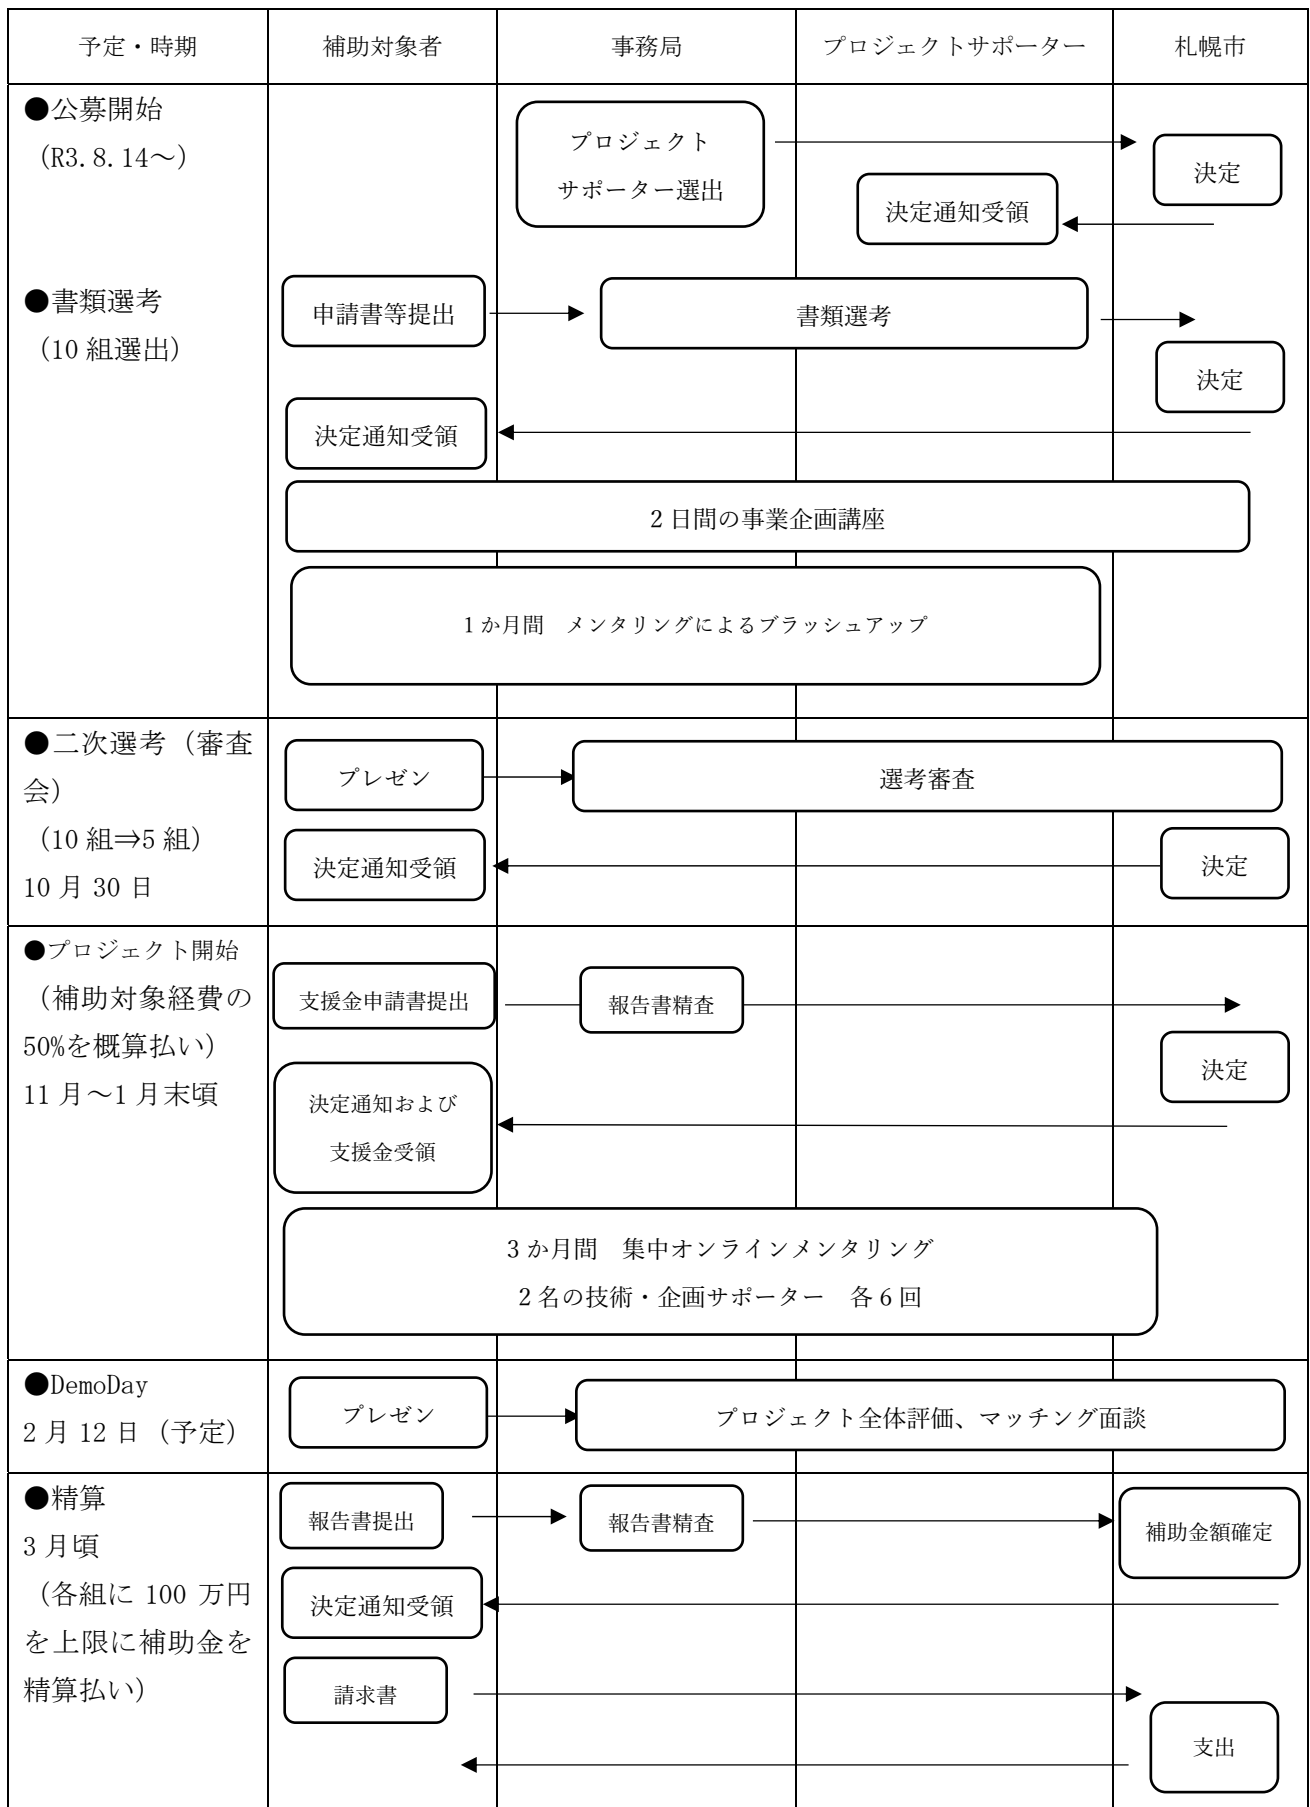 予定・時期
補助対象者
事務局
プロジェクトサポーター
札幌市
●公募開始
（R3.8.14～）
プロジェクト
サポーター選出
決定
決定通知受領
●書類選考
（10 組選出）
申請書等提出
書類選考
決定
決定通知受領
２日間の事業企画講座
１か月間　メンタリングによるブラッシュアップ
●二次選考（審査
会）
（10 組⇒5 組）
10 月 30 日
プレゼン
選考審査
決定通知受領
決定
●プロジェクト開始
（補助対象経費の
50%を概算払い）
11 月～1 月末頃
支援金申請書提出
報告書精査
決定
決定通知および
支援金受領
３か月間　集中オンラインメンタリング
２名の技術・企画サポーター　各６回
●DemoDay
2 月 12 日（予定）
プレゼン
プロジェクト全体評価、マッチング面談
●精算
3 月頃
（各組に 100 万円
を上限に補助金を
精算払い）
報告書提出
報告書精査
補助金額確定
決定通知受領
請求書
支出